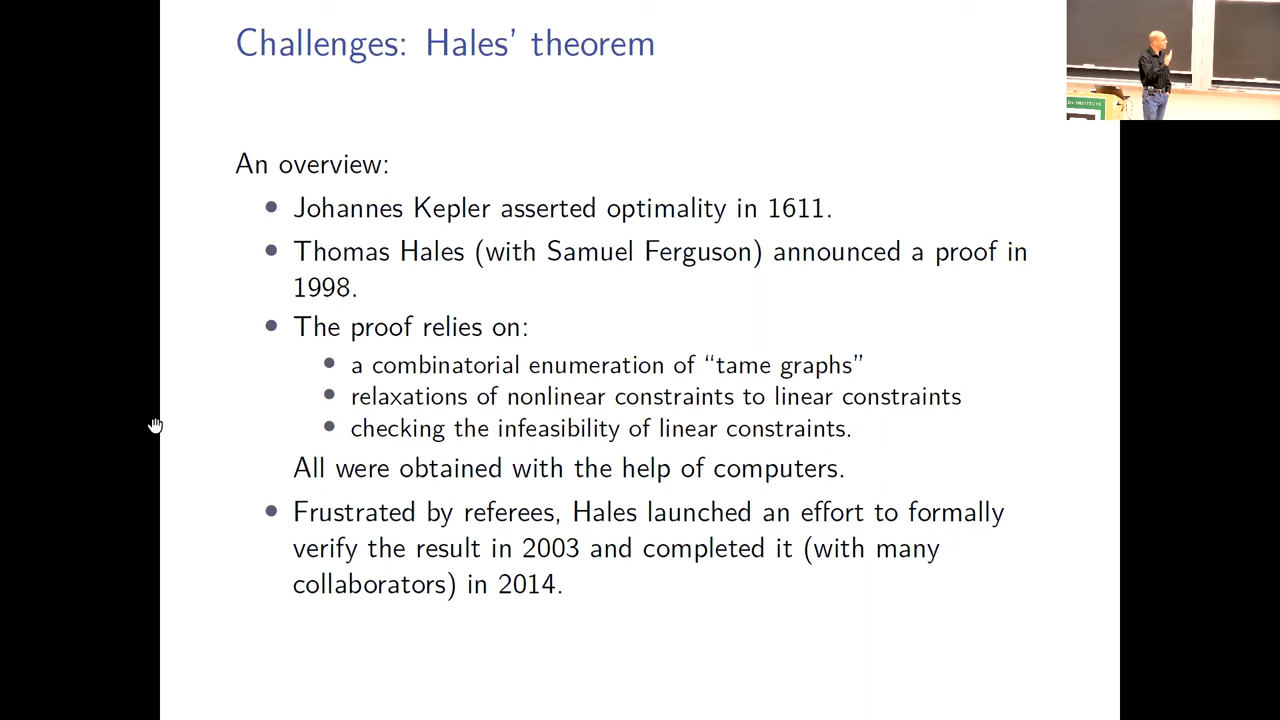 Challenges: Hales’ theorem
An overview:
• Johannes Kepler asserted optimality in 1611.
• Thomas Hales (with Samuel Ferguson) announced a proof in
1998.
• The proof relies on:
• a combinatorial enumeration of “tame graphs”
• relaxations of nonlinear constraints to linear constraints
• checking the infeasibility of linear constraints.
All were obtained with the help of computers.
• Frustrated by referees, Hales launched an effort to formally
verify the result in 2003 and completed it (with many
collaborators) in 2014.
INSTITUTE